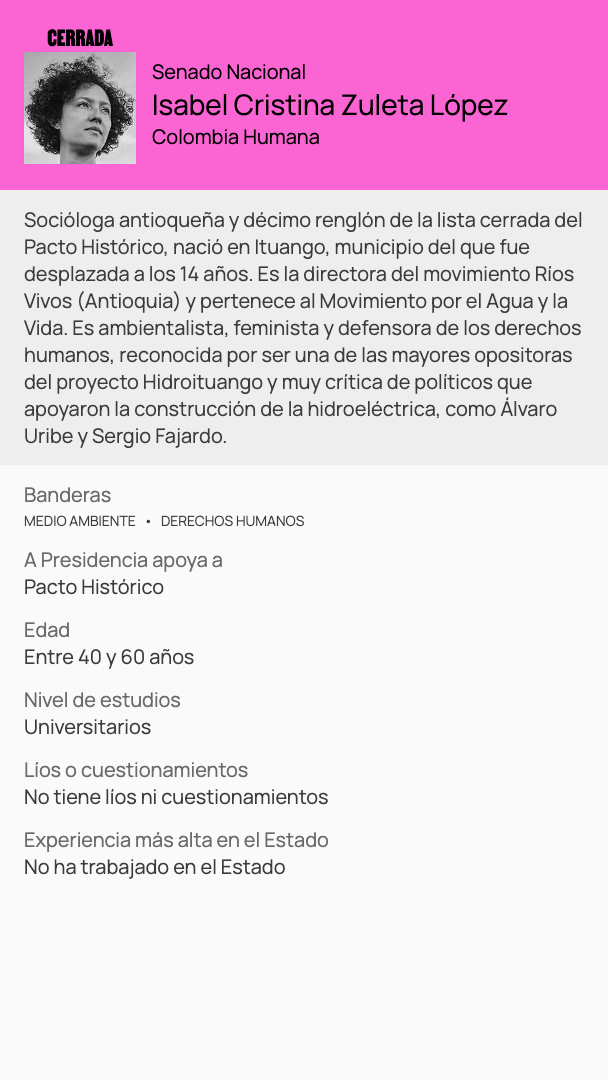 CERRADA
Senado Nacional
Isabel Cristina Zuleta López
Colombia Humana
Socióloga antioqueña y décimo renglón de la lista cerrada del
Pacto Histórico, nació en Ituango, municipio del que fue
desplazada a los 14 años. Es la directora del movimiento Ríos
Vivos (Antioquia) y pertenece al Movimiento por el Agua y la
Vida. Es ambientalista, feminista y defensora de los derechos
humanos, reconocida por ser una de las mayores opositoras
del proyecto Hidroituango y muy crítica de políticos que
apoyaron la construcción de la hidroeléctrica, como Álvaro
Uribe y Sergio Fajardo.
Banderas
MEDIO AMBIENTE • DERECHOS HUMANOS
A Presidencia apoya a
Pacto Histórico
Edad
Entre 40 y 60 años
Nivel de estudios
Universitarios
Líos o cuestionamientos
No tiene líos ni cuestionamientos
Experiencia más alta en el Estado
No ha trabajado en el Estado